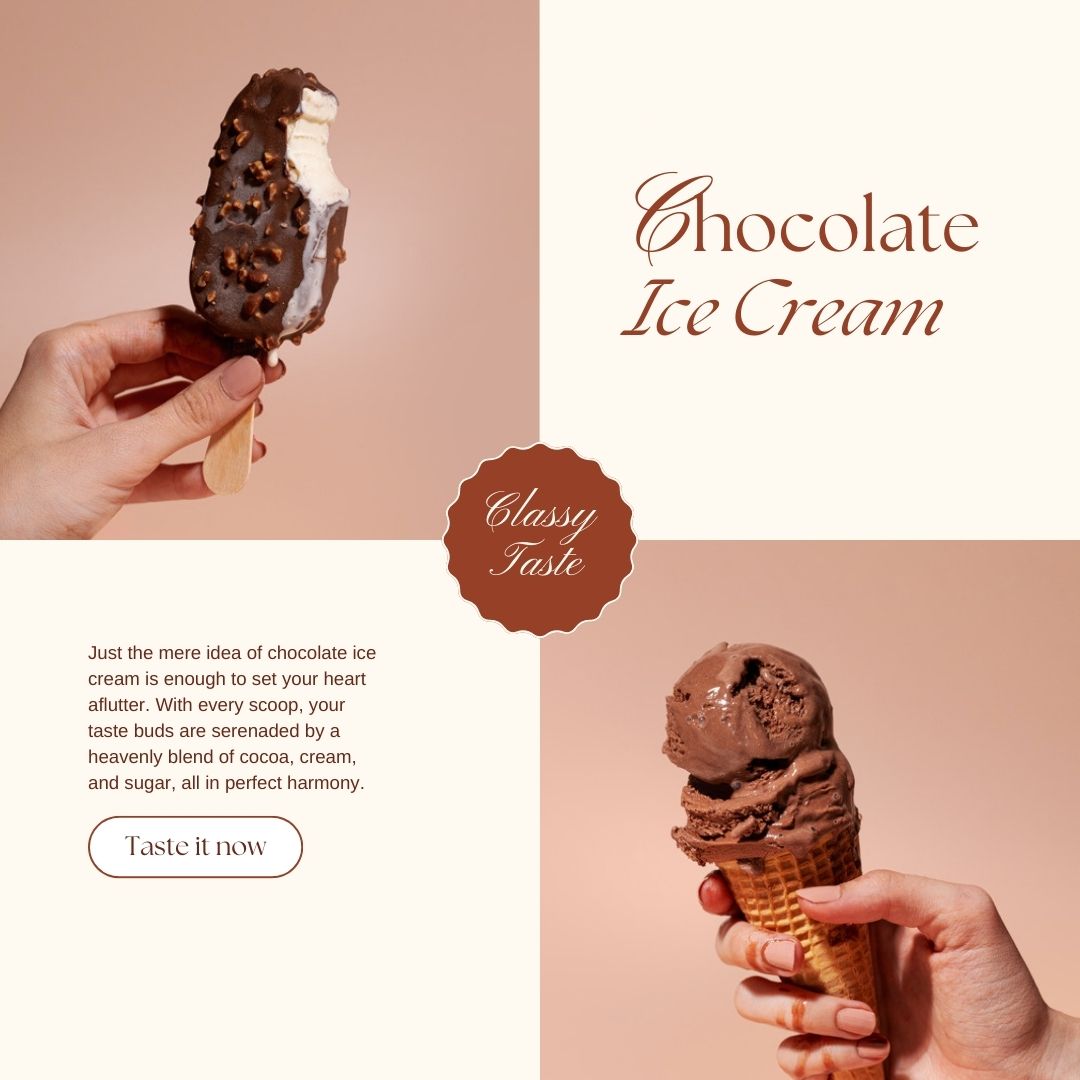 Chocolate
Ice Cream
Classy
Taste
Just the mere idea of chocolate ice
cream is enough to set your heart
aflutter. With every scoop, your
taste buds are serenaded by a
heavenly blend of cocoa, cream,
and sugar, all in perfect harmony.
Taste it now